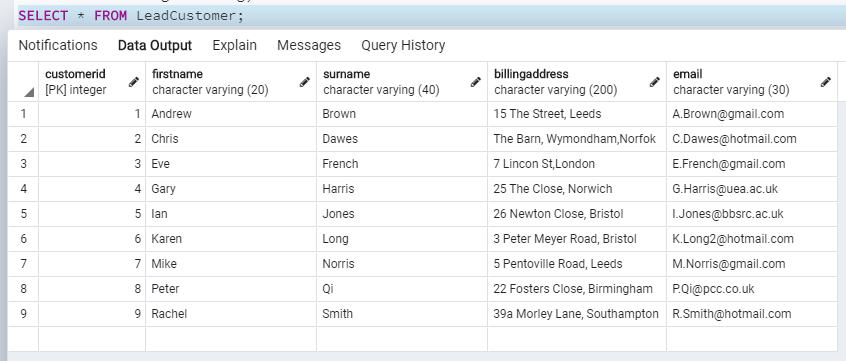 SELECT * FROM LeadCustomer;
Notifications Data Output Explain Messages Query History
customerid firstname surname billingaddress email
[PK] integer character varying (20) character varying (40) character varying (200) character varying (30)
1 1 Andrew Brown 15 The Street, Leeds A.Brown@gmail.com
2 2 Chris Dawes The Barn, Wymondham,Norfok C.Dawes@hotmail.com
3 3 Eve French 7 Lincon St,London E.French@gmail.com
4 4 Gary Harris 25 The Close, Norwich G.Harris@uea.ac.uk
5 5 Ian Jones 26 Newton Close, Bristol I.Jones@bbsrc.ac.uk
6 6 Karen Long 3 Peter Meyer Road, Bristol K.Long2@hotmail.com
7 7 Mike Norris 5 Pentoville Road, Leeds M.Norris@gmail.com
8 8 Peter Qi 22 Fosters Close, Birmingham P.Qi@pcc.co.uk
9 9 Rachel Smith 39a Morley Lane, Southampton R.Smith@hotmail.com